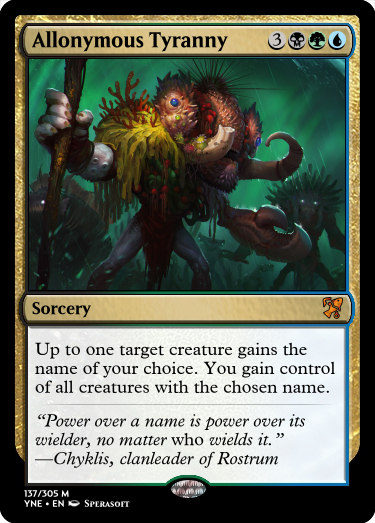 Allonymous Tyranny 3
Sorcery
Up to one target creature gains the
name of your choice. You gain control
of all creatures with the chosen name.
“Power over a name is power over its
wielder, no matter who wields it.”
—Chyklis, clanleader of Rostrum
137/305 M
YNE • EN Sperasoft